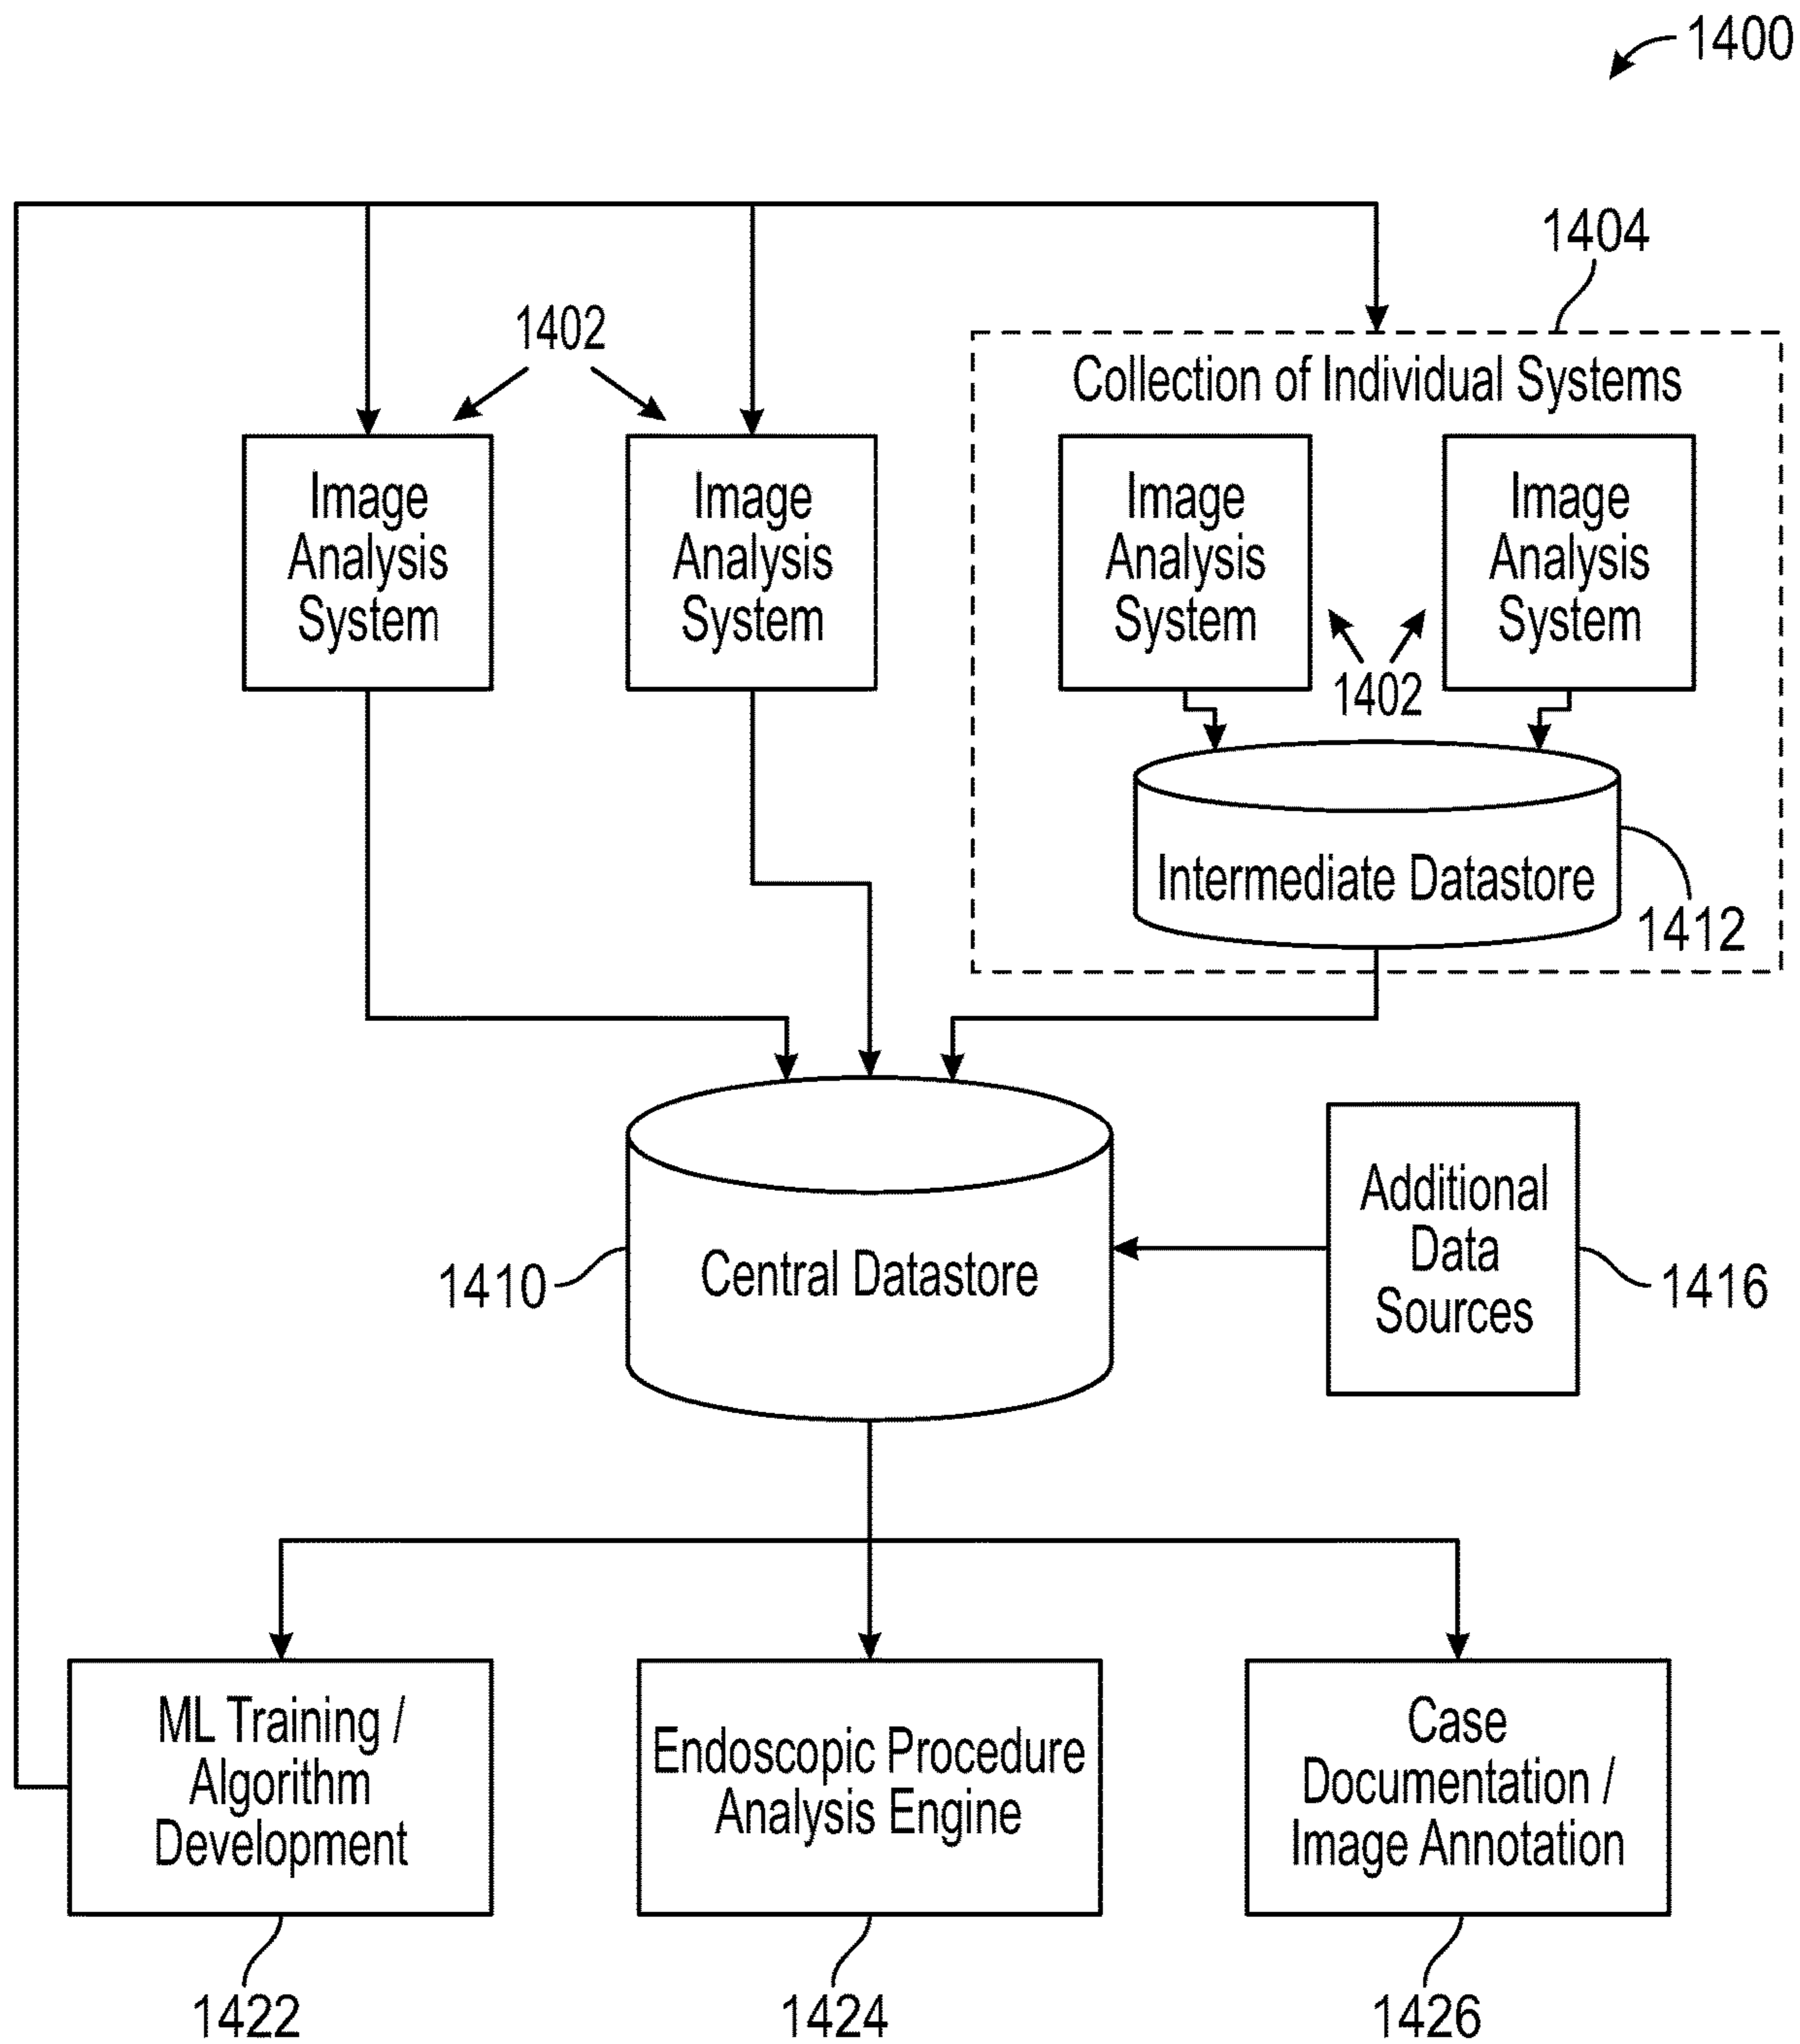 1400
1404
1402
Collection of Individual Systems
Image
Analysis
System
Image
Analysis
System
Image
Analysis
System
Image
Analysis
System
1402
Intermediate Datastore
1412
Central Datastore
1410
Additional
Data
Sources
1416
ML Training /
Algorithm
Development
Endoscopic Procedure
Analysis Engine
Case
Documentation /
Image Annotation
1422
1424
1426